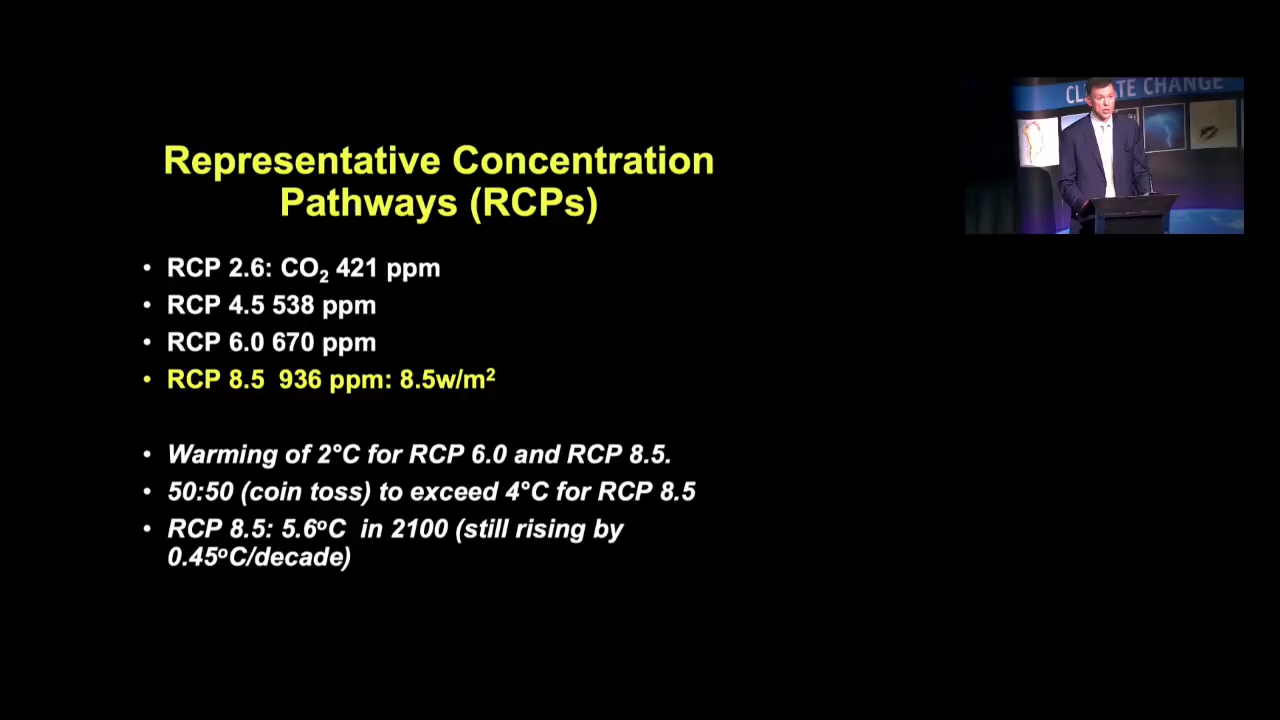 CLIMATE CHANGE
Representative Concentration
Pathways (RCPs)
• RCP 2.6: CO₂ 421 ppm
• RCP 4.5 538 ppm
• RCP 6.0 670 ppm
• RCP 8.5  936 ppm: 8.5w/m²
• Warming of 2°C for RCP 6.0 and RCP 8.5.
• 50:50 (coin toss) to exceed 4°C for RCP 8.5
• RCP 8.5: 5.6ºC  in 2100 (still rising by
0.45ºC/decade)